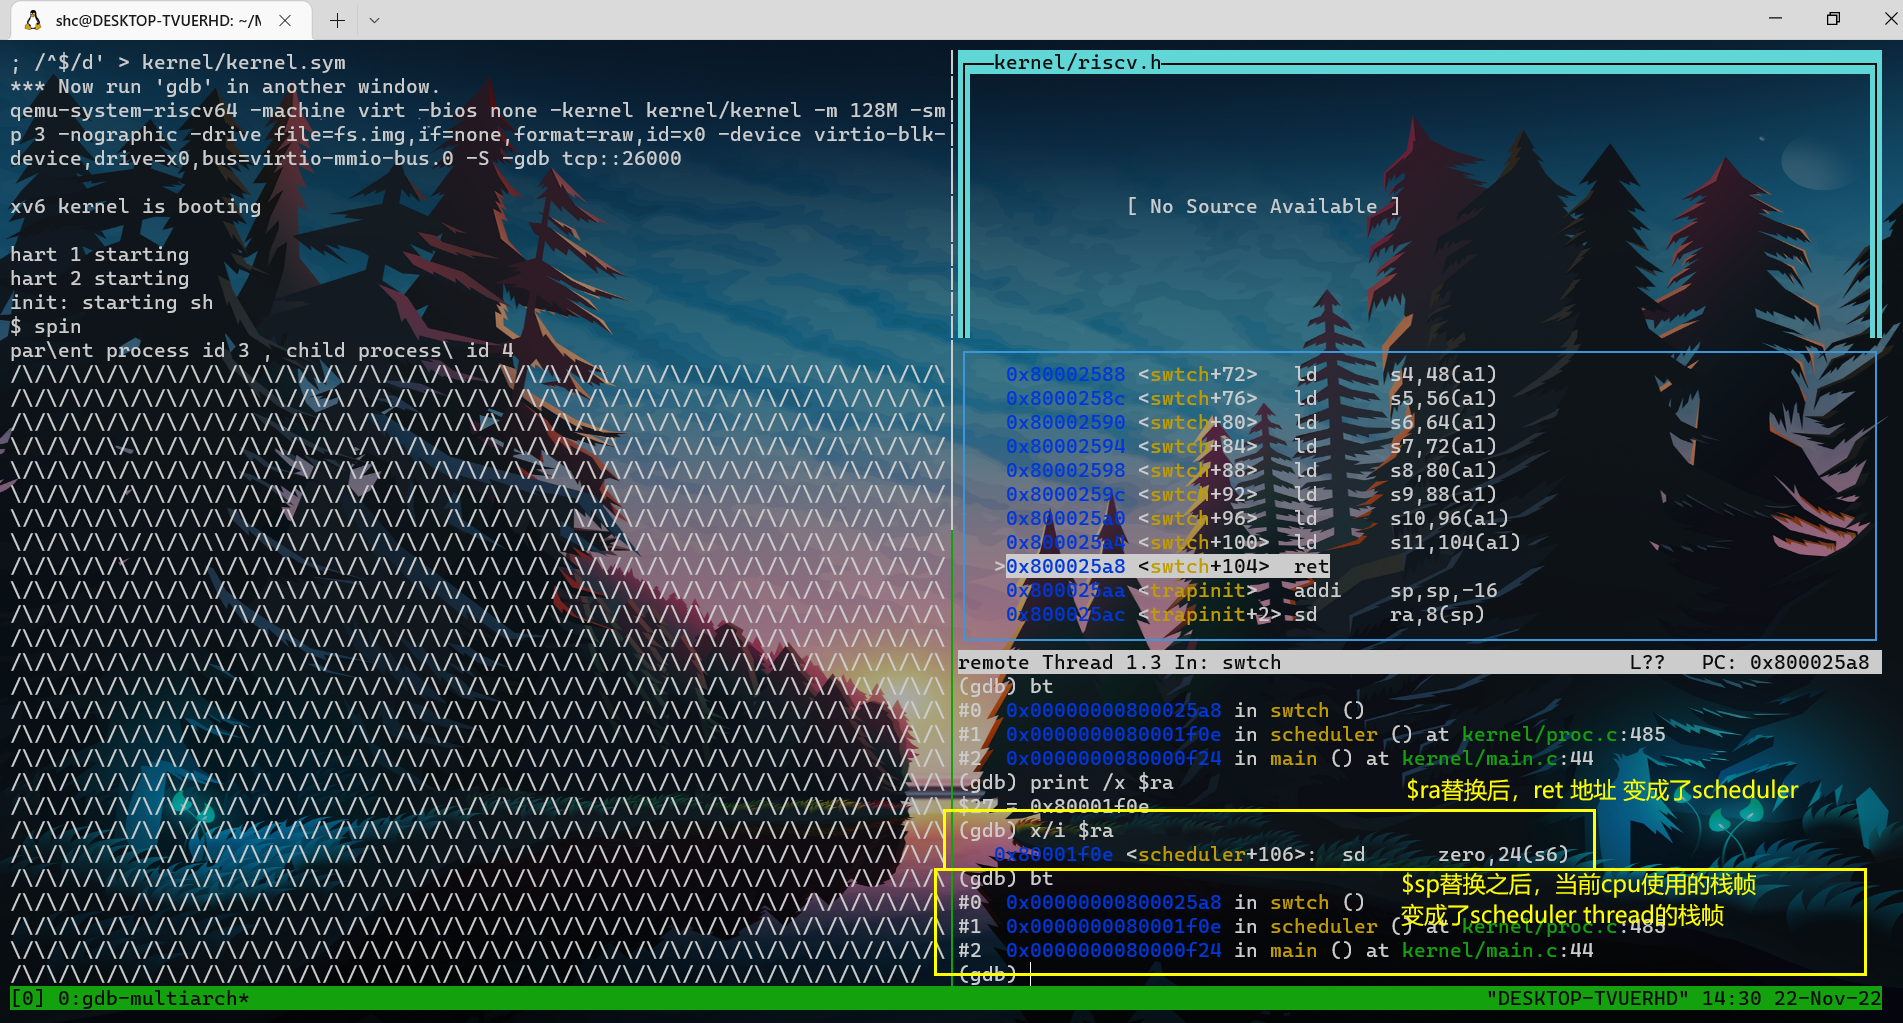 shc@DESKTOP-TVUERHD: ~/M
; /^$/d' > kernel/kernel.sym
*** Now run 'gdb' in another window.
qemu-system-riscv64 -machine virt -bios none -kernel kernel/kernel -m 128M -sm
p 3 -nographic -drive file=fs.img,if=none,format=raw,id=x0 -device virtio-blk-
device,drive=x0,bus=virtio-mmio-bus.0 -S -gdb tcp::26000
xv6 kernel is booting
hart 1 starting
hart 2 starting
init: starting sh
$ spin
par\ent process id 3 , child process\ id 4
kernel/riscv.h
[ No Source Available ]
0x80002588 <swtch+72> ld s4,48(a1)
0x8000258c <swtch+76> ld s5,56(a1)
0x80002590 <swtch+80> ld s6,64(a1)
0x80002594 <swtch+84> ld s7,72(a1)
0x80002598 <swtch+88> ld s8,80(a1)
0x8000259c <swtch+92> ld s9,88(a1)
0x800025a0 <swtch+96> ld s10,96(a1)
0x800025a4 <swtch+100> ld s11,104(a1)
>0x800025a8 <swtch+104> ret
0x800025aa <trapinit> addi sp,sp,-16
0x800025ac <trapinit+2> sd ra,8(sp)
remote Thread 1.3 In: swtch L?? PC: 0x800025a8
(gdb) bt
#0 0x00000000800025a8 in swtch ()
#1 0x0000000080001f0e in scheduler () at kernel/proc.c:485
#2 0x0000000080000f24 in main () at kernel/main.c:44
(gdb) print /x $ra
$27 = 0x80001f0e
$ra替换后，ret 地址 变成了scheduler
(gdb) x/i $ra
0x80001f0e <scheduler+106>: sd zero,24(s6)
(gdb) bt
$sp替换之后，当前cpu使用的栈帧
变成了scheduler thread的栈帧
#0 0x00000000800025a8 in swtch ()
#1 0x0000000080001f0e in scheduler () at kernel/proc.c:485
#2 0x0000000080000f24 in main () at kernel/main.c:44
(gdb)
[0] 0:gdb-multiarch* "DESKTOP-TVUERHD" 14:30 22-Nov-22